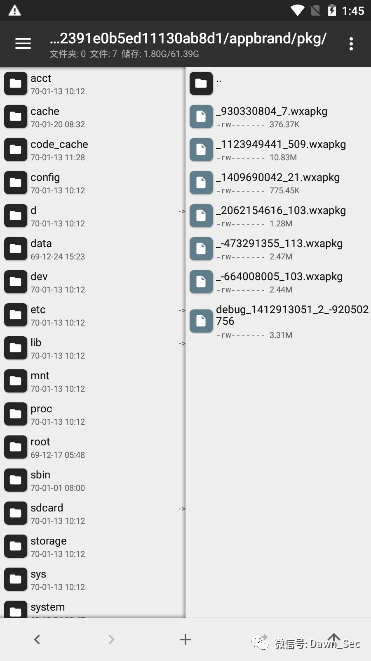 1:45
...2391e0b5ed11130ab8d1/appbrand/pkg/
文件夹: 0 文件: 7 储存: 1.80G/61.39G
acct
70-01-13 10:12
cache
70-01-20 08:32
code_cache
70-01-13 11:28
config
70-01-13 10:12
d
70-01-13 10:12
->
data
69-12-24 15:23
dev
70-01-13 10:12
etc
70-01-13 10:12
->
lib
70-01-13 10:12
->
mnt
70-01-13 10:12
proc
70-01-13 10:12
root
69-12-17 05:48
sbin
70-01-01 08:00
sdcard
70-01-13 10:12
->
storage
70-01-13 10:12
sys
70-01-13 10:12
system
..
_930330804_7.wxapkg
-rw------- 376.37K
_1123949441_509.wxapkg
-rw------- 10.83M
_1409690042_21.wxapkg
-rw------- 775.45K
_2062154616_103.wxapkg
-rw------- 1.28M
_-473291355_113.wxapkg
-rw------- 2.47M
_-664008005_103.wxapkg
-rw------- 2.44M
debug_1412913051_2_-920502
756
-rw------- 3.31M
微信号: Dawn_Sec